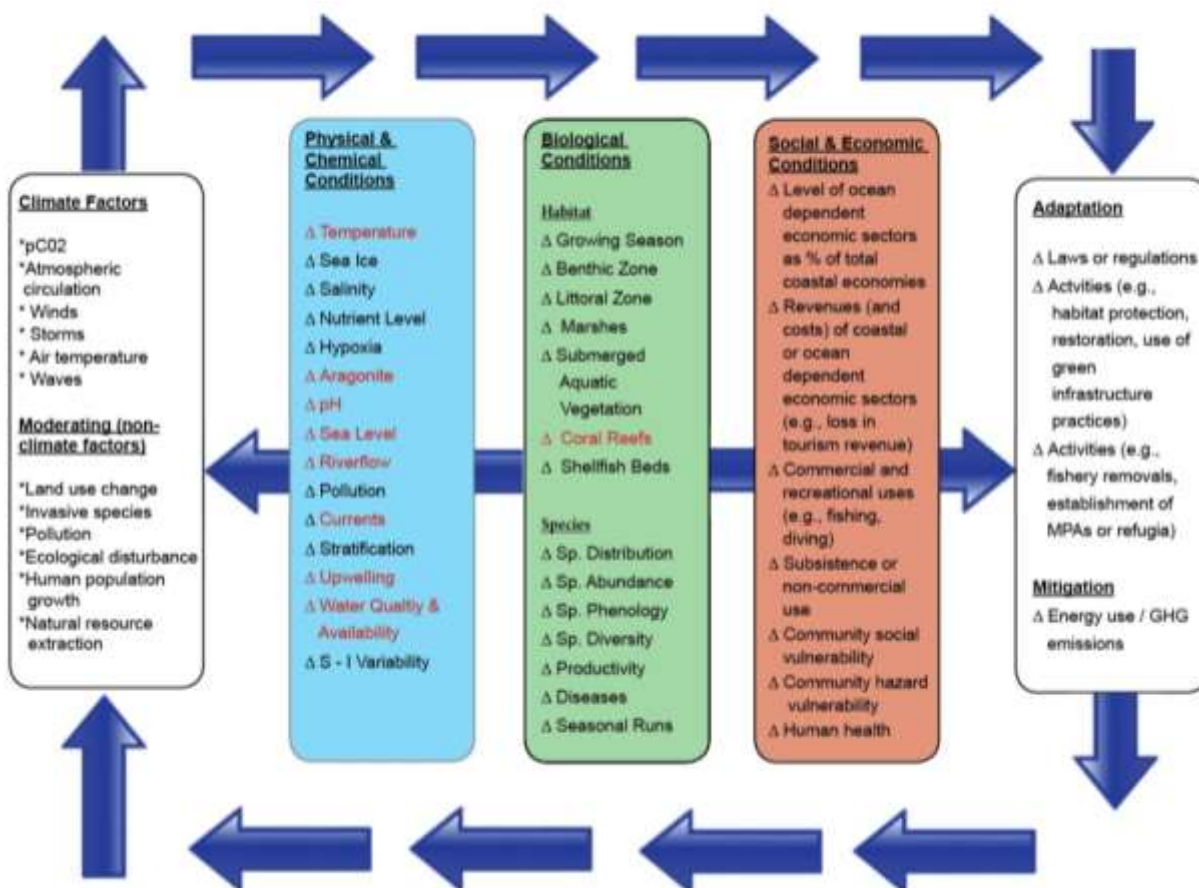 Climate Factors
*pC02
*Atmospheric
circulation
* Winds
* Storms
* Air temperature
* Waves
Moderating (non-
climate factors)
*Land use change
*Invasive species
*Pollution
*Ecological disturbance
*Human population
growth
*Natural resource
extraction
Physical &
Chemical
Conditions
Δ Temperature
Δ Sea Ice
Δ Salinity
Δ Nutrient Level
Δ Hypoxia
Δ Aragonite
Δ pH
Δ Sea Level
Δ Riverflow
Δ Pollution
Δ Currents
Δ Stratification
Δ Upwelling
Δ Water Qualtiy &
Availability
Δ S - I Variability
Biological
Conditions
Habitat
Δ Growing Season
Δ Benthic Zone
Δ Littoral Zone
Δ Marshes
Δ Submerged
Aquatic
Vegetation
Δ Coral Reefs
Δ Shellfish Beds
Species
Δ Sp. Distribution
Δ Sp. Abundance
Δ Sp. Phenology
Δ Sp. Diversity
Δ Productivity
Δ Diseases
Δ Seasonal Runs
Social & Economic
Conditions
Δ Level of ocean
dependent
economic sectors
as % of total
coastal economies
Δ Revenues (and
costs) of coastal
or ocean
dependent
economic sectors
(e.g., loss in
tourism revenue)
Δ Commercial and
recreational uses
(e.g., fishing,
diving)
Δ Subsistence or
non-commercial
use
Δ Community social
vulnerability
Δ Community hazard
vulnerability
Δ Human health
Adaptation
Δ Laws or regulations
Δ Actvities (e.g.,
habitat protection,
restoration, use of
green
infrastructure
practices)
Δ Activities (e.g.,
fishery removals,
establishment of
MPAs or refugia)
Mitigation
Δ Energy use / GHG
emissions